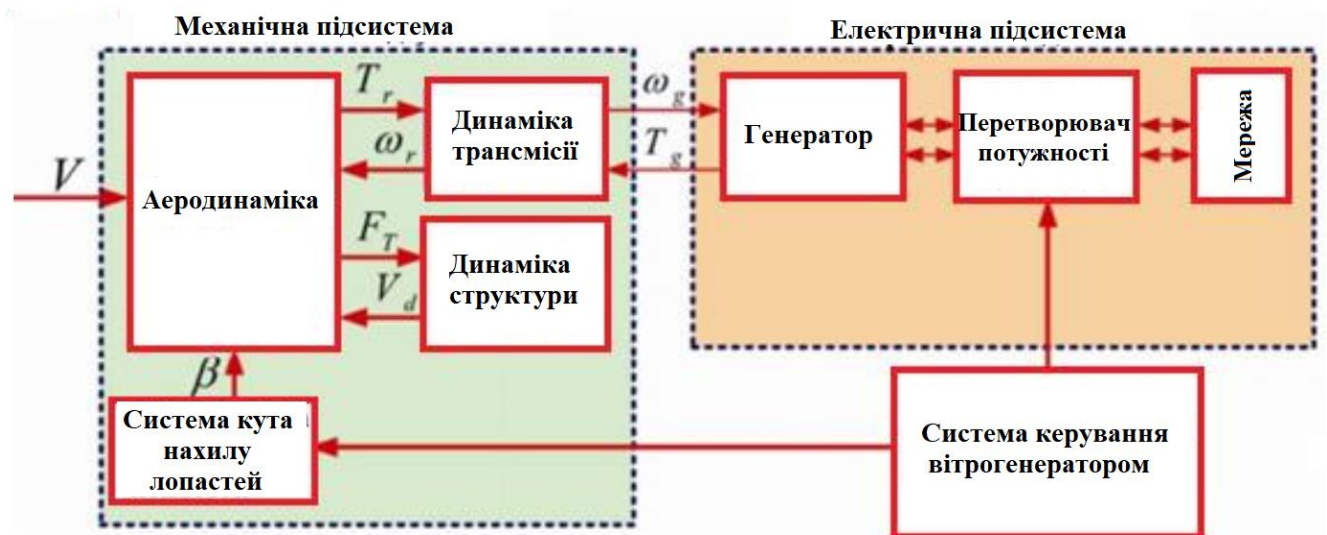 Механічна підсистема
Електрична підсистема
V
Аеродинаміка
T_r
ω_r
F_T
V_d
β
Динаміка
трансмісії
Динаміка
структури
Система кута
нахилу
лопастей
ω_g
T_g
Генератор
Перетворювач
потужності
Мережа
Система керування
вітрогенератором